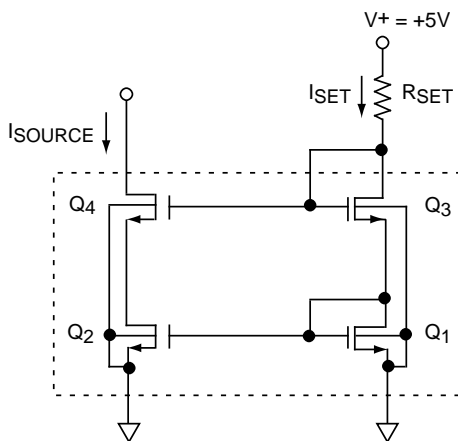 V+ = +5V
ISET
RSET
ISOURCE
Q4
Q3
Q2
Q1